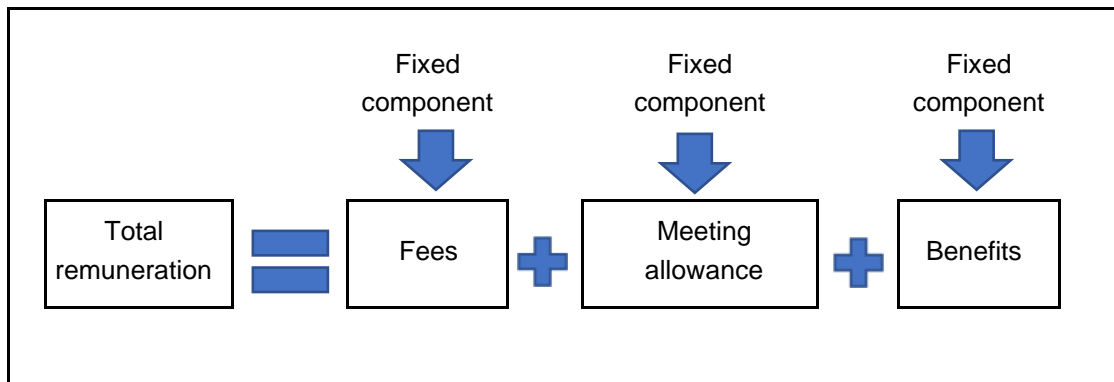 Fixed
component
Fixed
component
Fixed
component
Total
remuneration
Fees
Meeting
allowance
Benefits